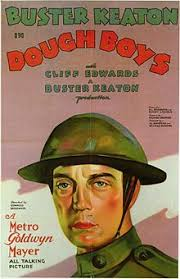 BUSTER KEATON
IN
DOUGH BOYS
with
CLIFF EDWARDS
A
BUSTER KEATON
production
A
Metro
Goldwyn
Mayer
ALL TALKING
PICTURE